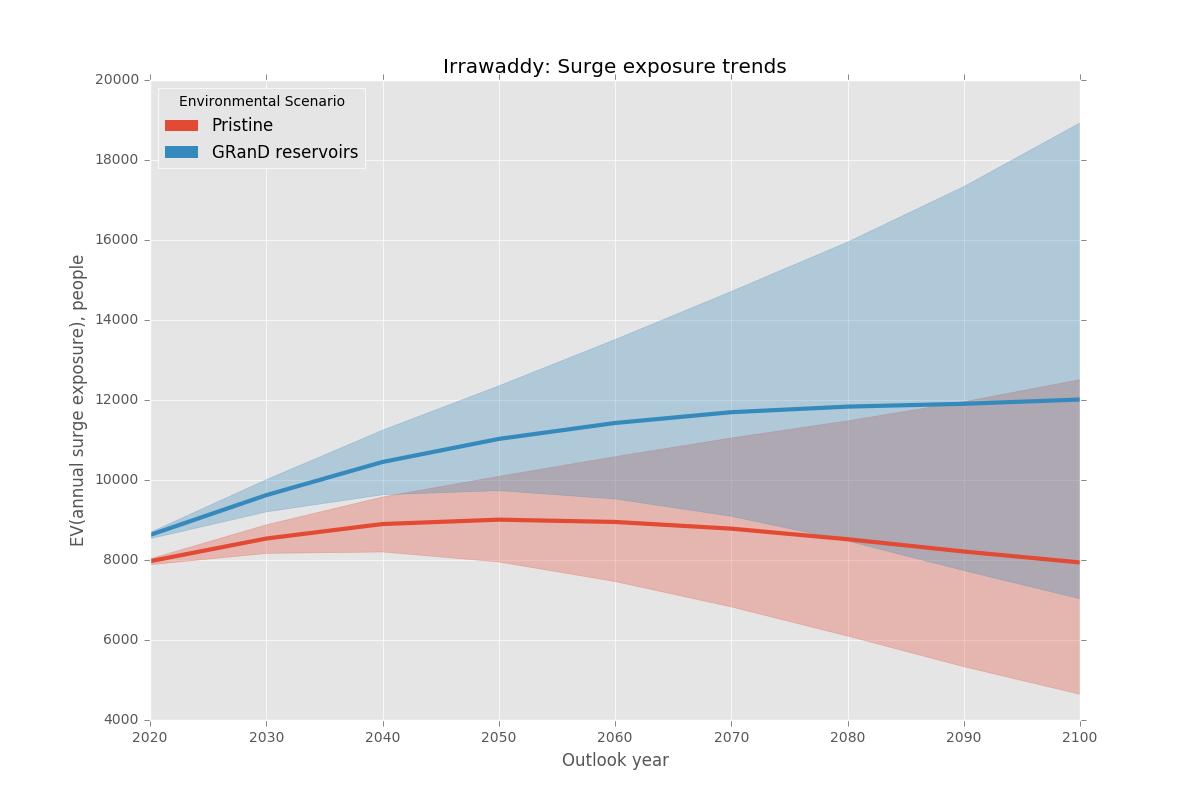 Irrawaddy: Surge exposure trends
Environmental Scenario
Pristine
GRanD reservoirs
EV(annual surge exposure), people
20000
18000
16000
14000
12000
10000
8000
6000
4000
2020 2030 2040 2050 2060 2070 2080 2090 2100
Outlook year